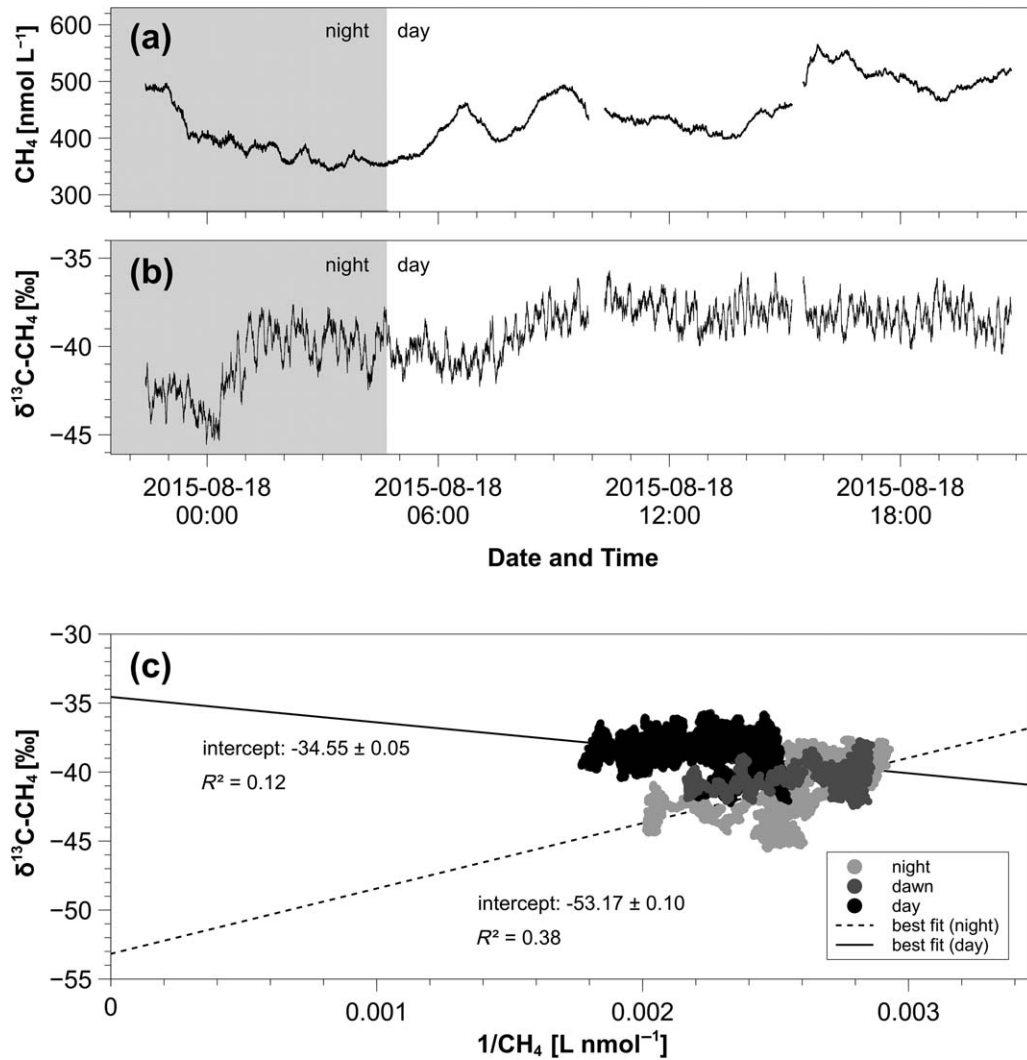 (a)
night day
CH₄ [nmol L⁻¹]
600
500
400
300
(b)
night day
δ¹³C-CH₄ [‰]
−35
−40
−45
2015-08-18 2015-08-18 2015-08-18 2015-08-18
00:00 06:00 12:00 18:00
Date and Time
(c)
δ¹³C-CH₄ [‰]
−30
−35
−40
−45
−50
−55
intercept: -34.55 ± 0.05
R² = 0.12
intercept: -53.17 ± 0.10
R² = 0.38
night
dawn
day
best fit (night)
best fit (day)
0 0.001 0.002 0.003
1/CH₄ [L nmol⁻¹]